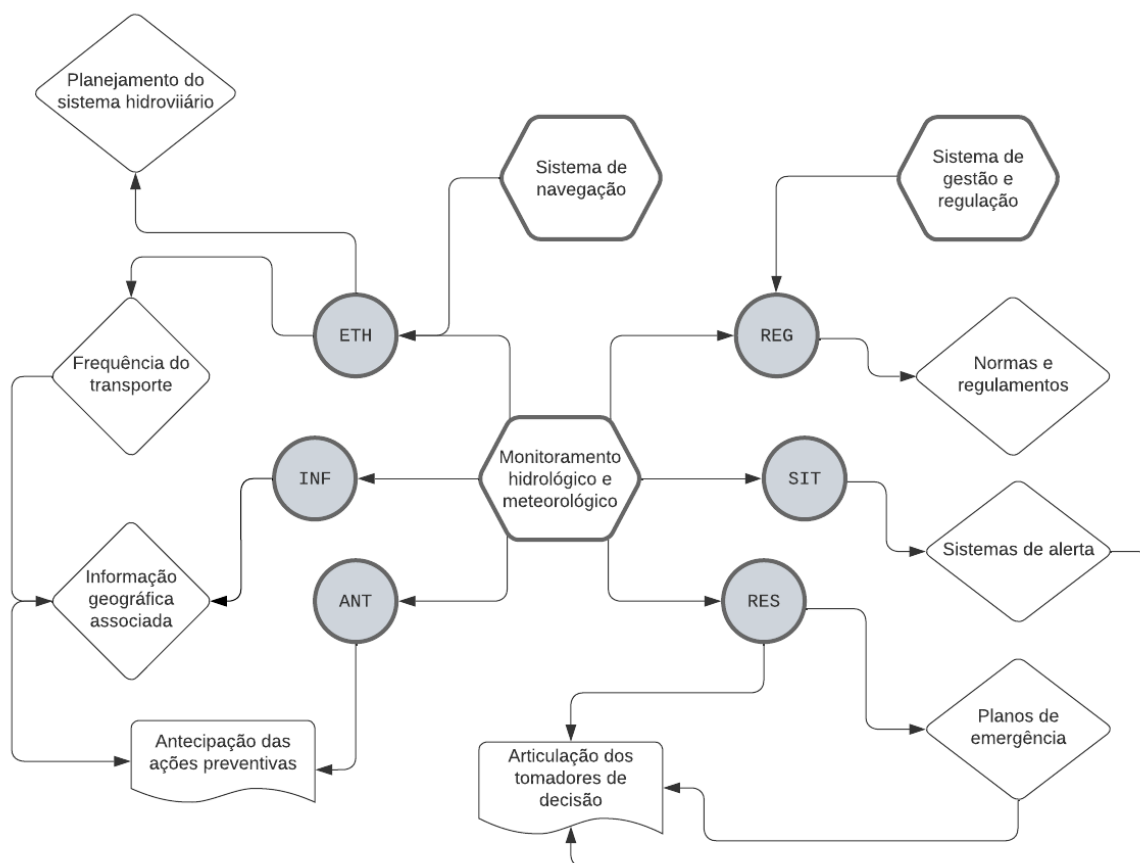 Planejamento do
sistema hidroviiário
Sistema de
navegação
Sistema de
gestão e
regulação
ETH
REG
Frequência do
transporte
Normas e
regulamentos
Monitoramento
hidrológico e
meteorológico
INF
SIT
Sistemas de alerta
Informação
geográfica
associada
ANT
RES
Antecipação das
ações preventivas
Articulação dos
tomadores de
decisão
Planos de
emergência